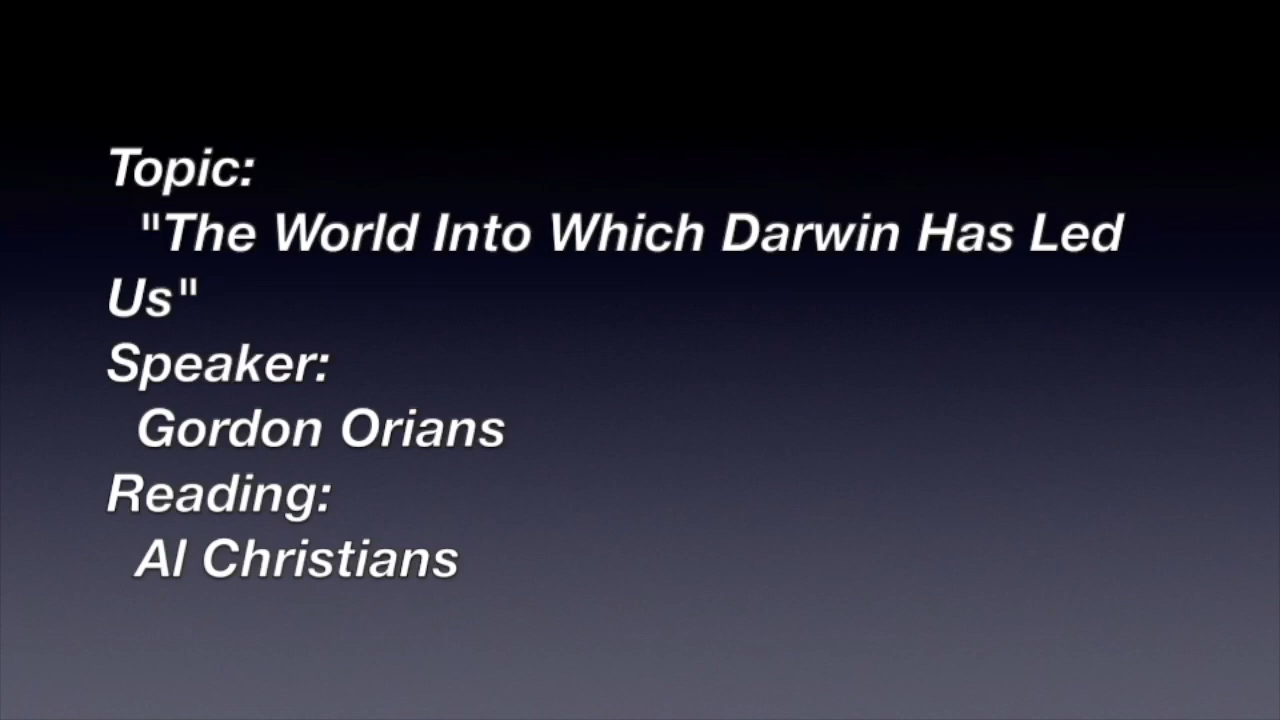 Topic:
"The World Into Which Darwin Has Led
Us"
Speaker:
Gordon Orians
Reading:
Al Christians